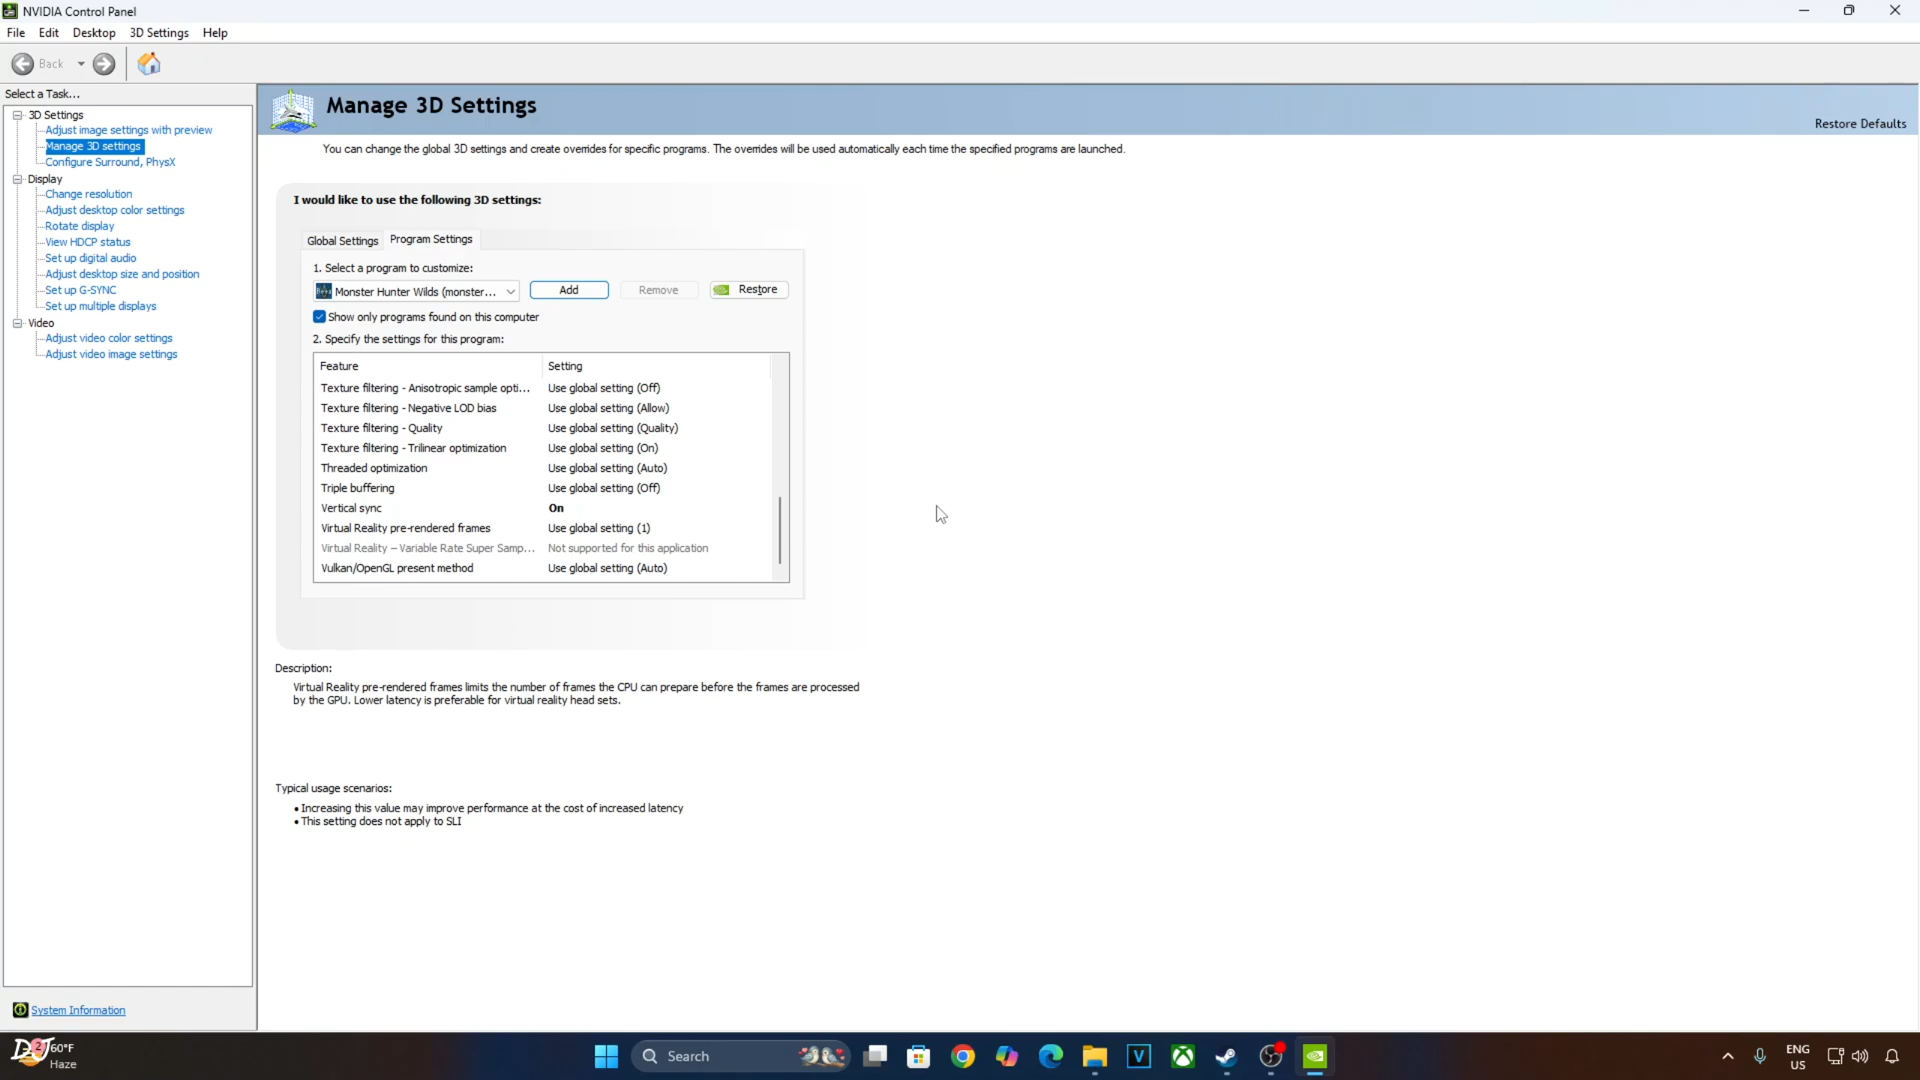 NVIDIA Control Panel
File Edit Desktop 3D Settings Help
Back
Select a Task...
3D Settings
Adjust image settings with preview
Manage 3D settings
Configure Surround, PhysX
Display
Change resolution
Adjust desktop color settings
Rotate display
View HDCP status
Set up digital audio
Adjust desktop size and position
Set up G-SYNC
Set up multiple displays
Video
Adjust video color settings
Adjust video image settings
System Information
Manage 3D Settings
Restore Defaults
You can change the global 3D settings and create overrides for specific programs. The overrides will be used automatically each time the specified programs are launched.
I would like to use the following 3D settings:
Global Settings Program Settings
1. Select a program to customize:
Monster Hunter Wilds (monster... Add Remove Restore
Show only programs found on this computer
2. Specify the settings for this program:
Feature Setting
Texture filtering - Anisotropic sample opti... Use global setting (Off)
Texture filtering - Negative LOD bias Use global setting (Allow)
Texture filtering - Quality Use global setting (Quality)
Texture filtering - Trilinear optimization Use global setting (On)
Threaded optimization Use global setting (Auto)
Triple buffering Use global setting (Off)
Vertical sync On
Virtual Reality pre-rendered frames Use global setting (1)
Virtual Reality – Variable Rate Super Samp... Not supported for this application
Vulkan/OpenGL present method Use global setting (Auto)
Description:
Virtual Reality pre-rendered frames limits the number of frames the CPU can prepare before the frames are processed
by the GPU. Lower latency is preferable for virtual reality head sets.
Typical usage scenarios:
• Increasing this value may improve performance at the cost of increased latency
• This setting does not apply to SLI
2 60°F
Haze
Search
V
ENG
US